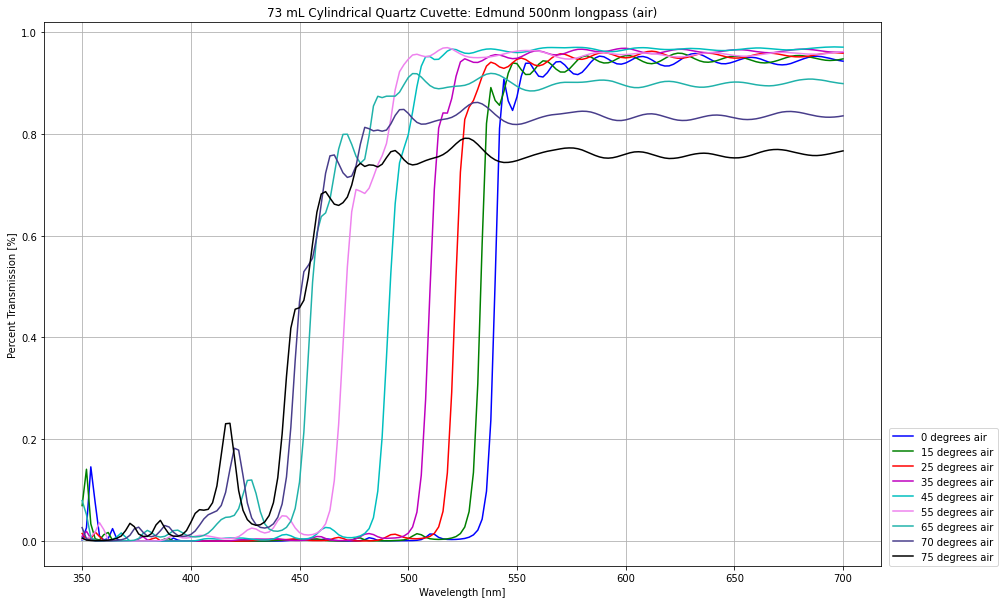 73 mL Cylindrical Quartz Cuvette: Edmund 500nm longpass (air)
Percent Transmission [%]
1.0
0.8
0.6
0.4
0.2
0.0
350
400
450
500
550
600
650
700
Wavelength [nm]
0 degrees air
15 degrees air
25 degrees air
35 degrees air
45 degrees air
55 degrees air
65 degrees air
70 degrees air
75 degrees air